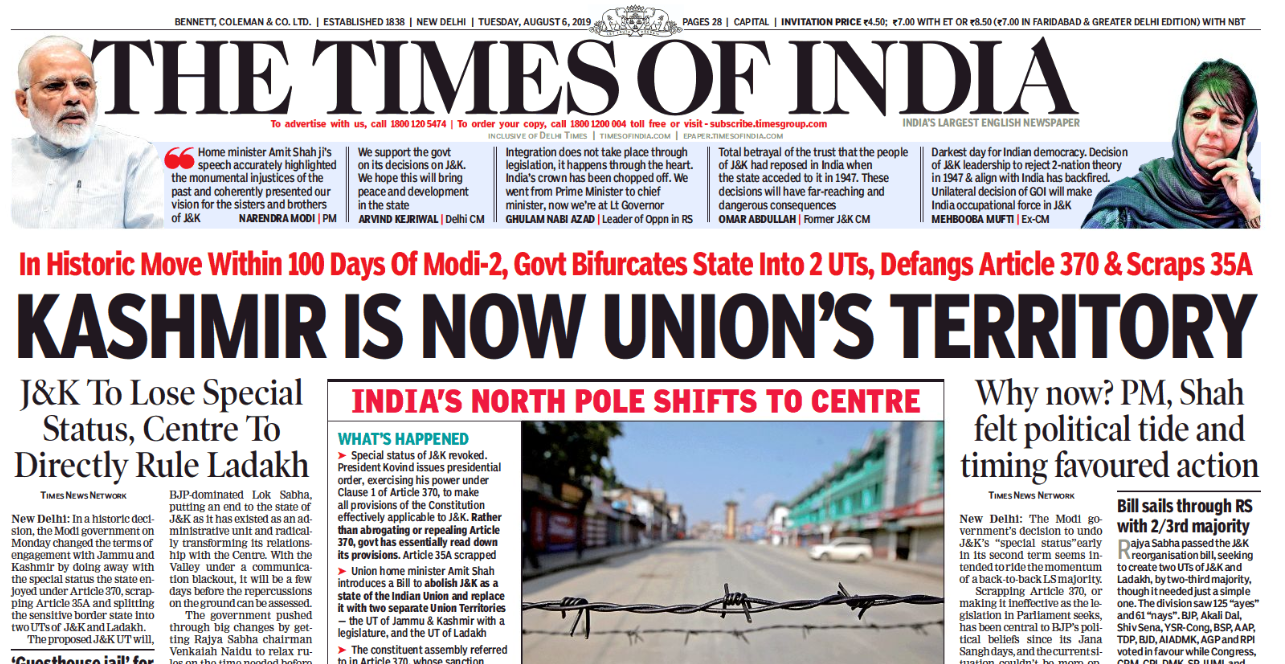 BENNETT, COLEMAN & CO. LTD. | ESTABLISHED 1838 | NEW DELHI | TUESDAY, AUGUST 6, 2019
PAGES 28 | CAPITAL | INVITATION PRICE ₹4.50; ₹7.00 WITH ET OR ₹8.50 (₹7.00 IN FARIDABAD & GREATER DELHI EDITION) WITH NBT
THE TIMES OF INDIA
To advertise with us, call 1800 120 5474 | To order your copy, call 1800 1200 004 toll free or visit - subscribe.timesgroup.com
INDIA'S LARGEST ENGLISH NEWSPAPER
INCLUSIVE OF DELHI TIMES | TIMESOFINDIA.COM | EPAPER.TIMESOFINDIA.COM
Home minister Amit Shah ji's
speech accurately highlighted
the monumental injustices of the
past and coherently presented our
vision for the sisters and brothers
of J&K NARENDRA MODI | PM
We support the govt
on its decisions on J&K.
We hope this will bring
peace and development
in the state
ARVIND KEJRIWAL | Delhi CM
Integration does not take place through
legislation, it happens through the heart.
India's crown has been chopped off. We
went from Prime Minister to chief
minister, now we're at Lt Governor
GHULAM NABI AZAD | Leader of Oppn in RS
Total betrayal of the trust that the people
of J&K had reposed in India when
the state acceded to it in 1947. These
decisions will have far-reaching and
dangerous consequences
OMAR ABDULLAH | Former J&K CM
Darkest day for Indian democracy. Decision
of J&K leadership to reject 2-nation theory
in 1947 & align with India has backfired.
Unilateral decision of GOI will make
India occupational force in J&K
MEHBOOBA MUFTI | Ex-CM
In Historic Move Within 100 Days Of Modi-2, Govt Bifurcates State Into 2 UTs, Defangs Article 370 & Scraps 35A
KASHMIR IS NOW UNION'S TERRITORY
J&K To Lose Special
Status, Centre To
Directly Rule Ladakh
TIMES NEWS NETWORK
New Delhi: In a historic deci-
sion, the Modi government on
Monday changed the terms of
engagement with Jammu and
Kashmir by doing away with
the special status the state en-
joyed under Article 370, scrap-
ping Article 35A and splitting
the sensitive border state into
two UTs of J&K and Ladakh.
The proposed J&K UT will,
'Guesthouse jail' for
BJP-dominated Lok Sabha,
putting an end to the state of
J&K as it has existed as an ad-
ministrative unit and radical-
ly transforming its relations-
hip with the Centre. With the
Valley under a communica-
tion blackout, it will be a few
days before the repercussions
on the ground can be assessed.
The government pushed
through big changes by get-
ting Rajya Sabha chairman
Venkaiah Naidu to relax ru-
les on the time needed before
INDIA'S NORTH POLE SHIFTS TO CENTRE
WHAT'S HAPPENED
➤ Special status of J&K revoked.
President Kovind issues presidential
order, exercising his power under
Clause 1 of Article 370, to make
all provisions of the Constitution
effectively applicable to J&K. Rather
than abrogating or repealing Article
370, govt has essentially read down
its provisions. Article 35A scrapped
➤ Union home minister Amit Shah
introduces a Bill to abolish J&K as a
state of the Indian Union and replace
it with two separate Union Territories
— the UT of Jammu & Kashmir with a
legislature, and the UT of Ladakh
➤ The constituent assembly referred
to in Article 370, whose sanction
Why now? PM, Shah
felt political tide and
timing favoured action
TIMES NEWS NETWORK
New Delhi: The Modi go-
vernment's decision to undo
J&K's "special status" early
in its second term seems in-
tended to ride the momentum
of a back-to-back LS majority.
Scrapping Article 370, or
making it ineffective as the le-
gislation in Parliament seeks,
has been central to BJP's poli-
tical beliefs since its Jana
Sangh days, and the current si-
tuation couldn't be more op-
Bill sails through RS
with 2/3rd majority
Rajya Sabha passed the J&K
reorganisation bill, seeking
to create two UTs of J&K and
Ladakh, by two-third majority,
though it needed just a simple
one. The division saw 125 "ayes"
and 61 "nays". BJP, Akali Dal,
Shiv Sena, YSR-Cong, BSP, AAP,
TDP, BJD, AIADMK, AGP and RPI
voted in favour while Congress,
CPM, CPI, DMK, SP, IUML and